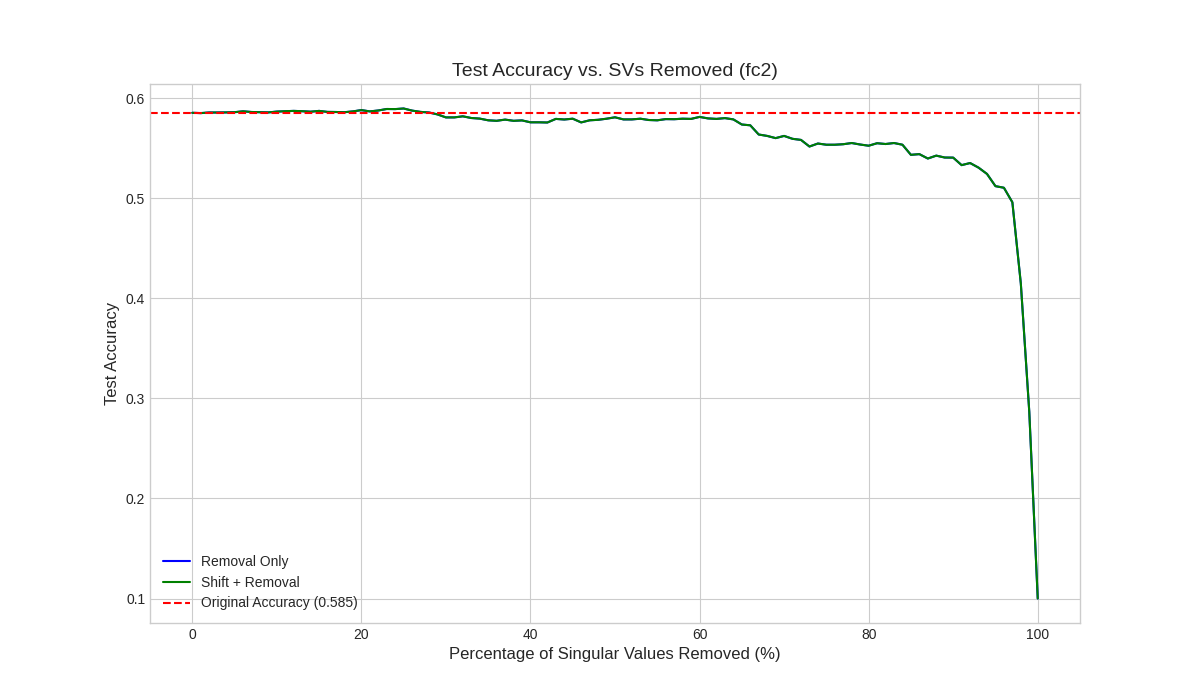 Test Accuracy vs. SVs Removed (fc2)
Test Accuracy
0.6
0.5
0.4
0.3
0.2
0.1
Removal Only
Shift + Removal
Original Accuracy (0.585)
0 20 40 60 80 100
Percentage of Singular Values Removed (%)